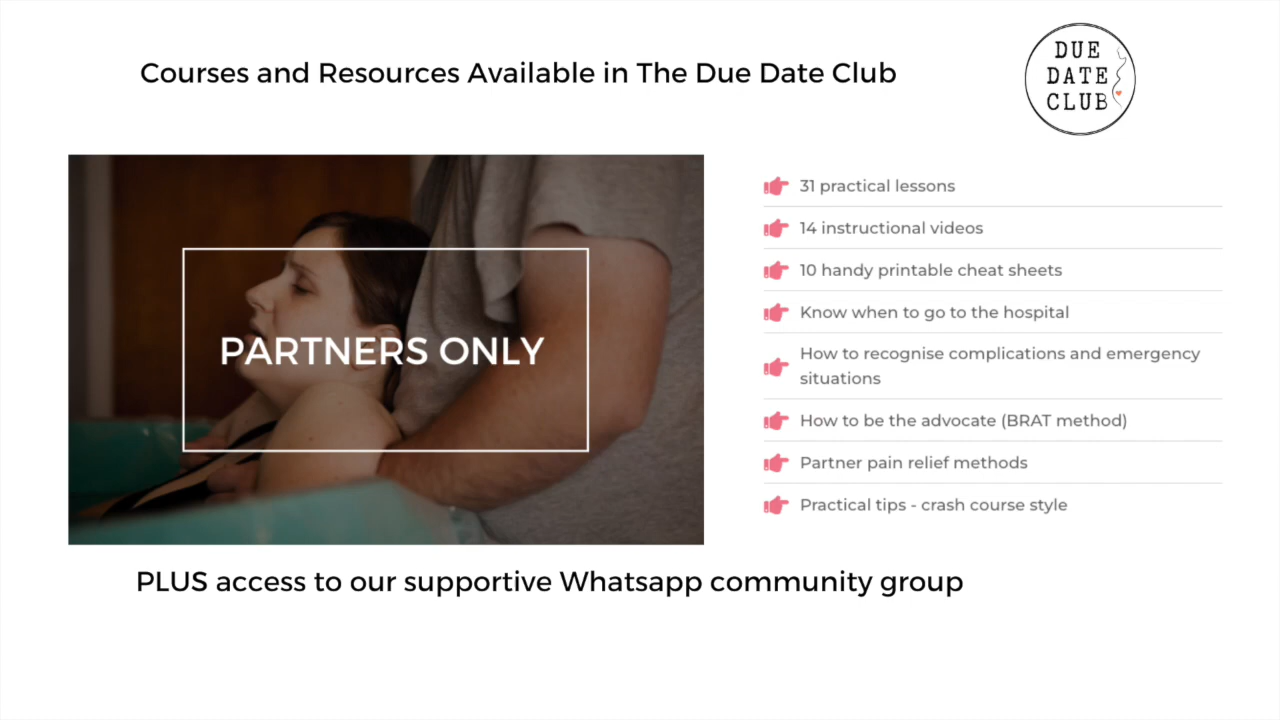 Courses and Resources Available in The Due Date Club
DUE
DATE
CLUB
PARTNERS ONLY
31 practical lessons
14 instructional videos
10 handy printable cheat sheets
Know when to go to the hospital
How to recognise complications and emergency
situations
How to be the advocate (BRAT method)
Partner pain relief methods
Practical tips - crash course style
PLUS access to our supportive Whatsapp community group